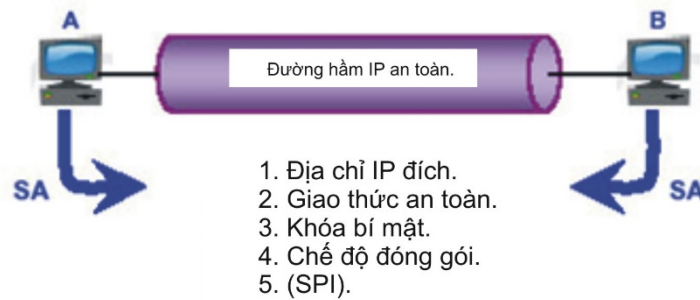 A
B
Đường hầm IP an toàn.
SA
SA
1. Địa chỉ IP đích.
2. Giao thức an toàn.
3. Khóa bí mật.
4. Chế độ đóng gói.
5. (SPI).